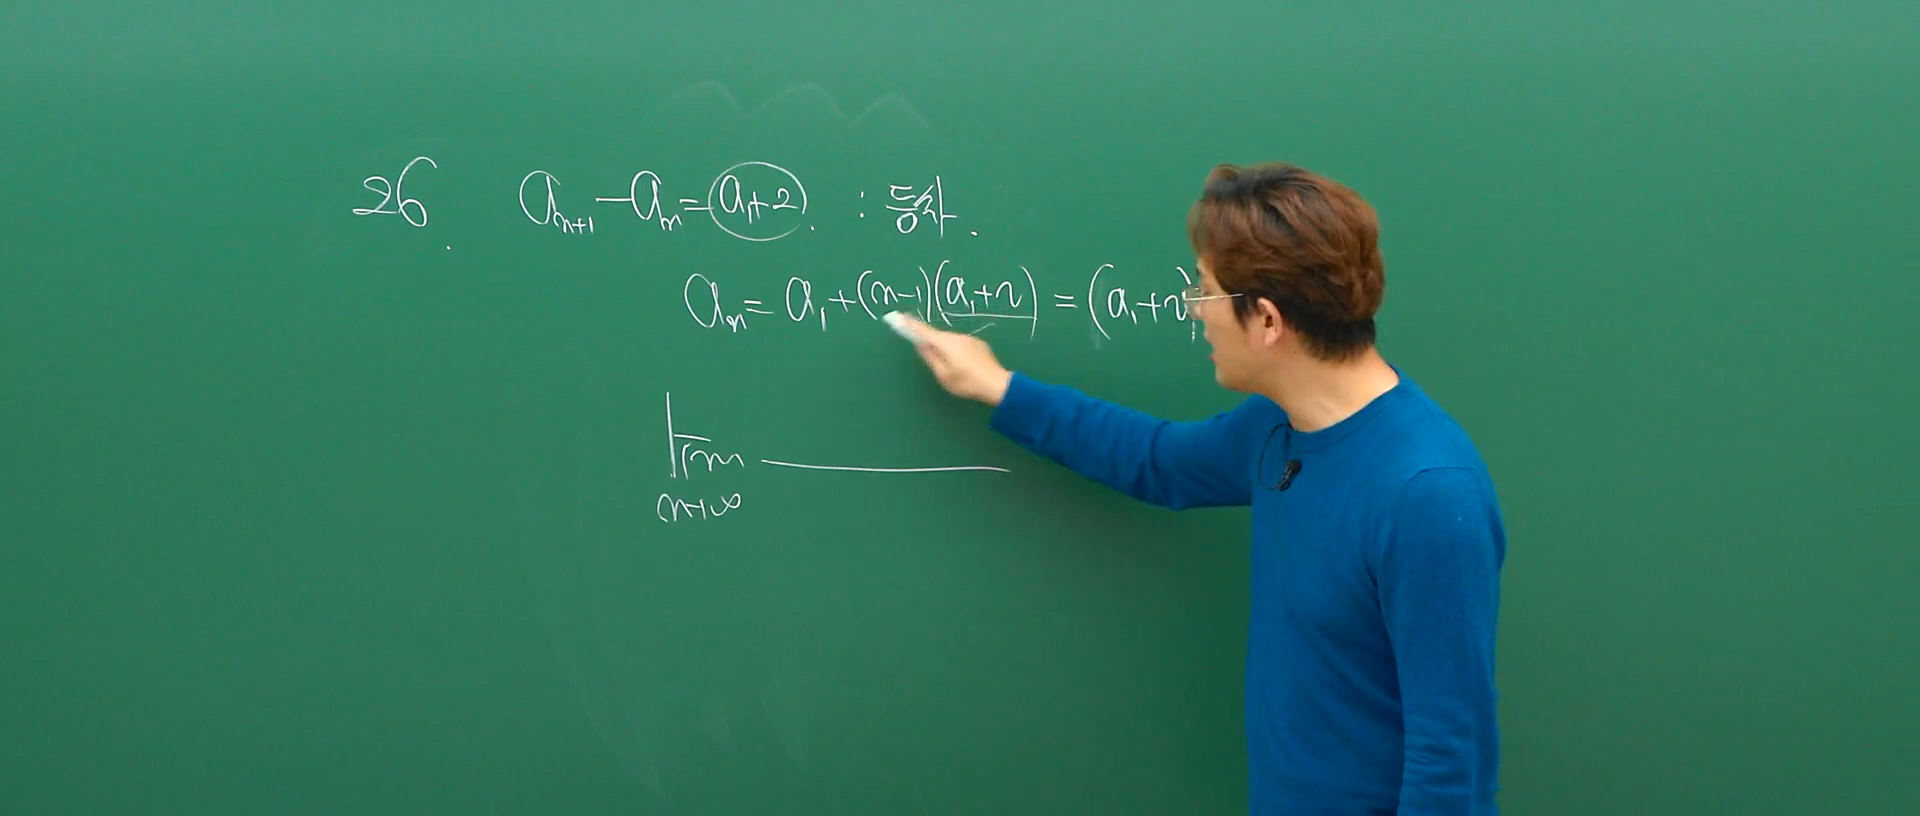 26. aₙ₊₁ - aₙ = a₁+2. : 등차.
aₙ = a₁ + (n-1)(a₁+2) = (a₁+2)
lim
n→∞